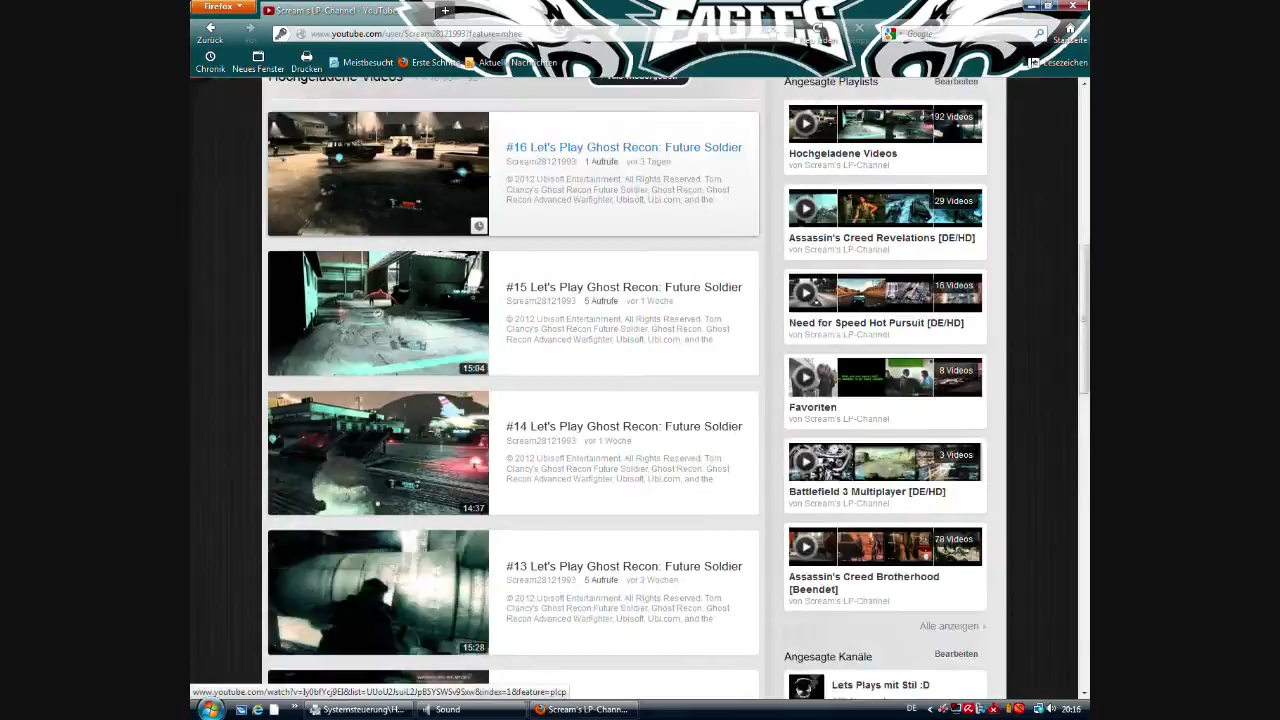 Firefox
Scream's LP-Channel - YouTube
EAGLES
Zurück
www.youtube.com/user/Scream28121993?feature=mhee
Google
Startseite
Chronik
Neues Fenster
Drucken
Meistbesucht
Erste Schritte
Aktuelle Nachrichten
Lesezeichen
Hochgeladene Videos
#16 Let's Play Ghost Recon: Future Soldier
Scream28121993 1 Aufrufe vor 3 Tagen
© 2012 Ubisoft Entertainment. All Rights Reserved. Tom
Clancy's Ghost Recon Future Soldier, Ghost Recon, Ghost
Recon Advanced Warfighter, Ubisoft, Ubi.com, and the
#15 Let's Play Ghost Recon: Future Soldier
Scream28121993 5 Aufrufe vor 1 Woche
© 2012 Ubisoft Entertainment. All Rights Reserved. Tom
Clancy's Ghost Recon Future Soldier, Ghost Recon, Ghost
Recon Advanced Warfighter, Ubisoft, Ubi.com, and the
15:04
#14 Let's Play Ghost Recon: Future Soldier
Scream28121993 vor 1 Woche
© 2012 Ubisoft Entertainment. All Rights Reserved. Tom
Clancy's Ghost Recon Future Soldier, Ghost Recon, Ghost
Recon Advanced Warfighter, Ubisoft, Ubi.com, and the
14:37
#13 Let's Play Ghost Recon: Future Soldier
Scream28121993 5 Aufrufe vor 3 Wochen
© 2012 Ubisoft Entertainment. All Rights Reserved. Tom
Clancy's Ghost Recon Future Soldier, Ghost Recon, Ghost
Recon Advanced Warfighter, Ubisoft, Ubi.com, and the
15:28
Angesagte Playlists Bearbeiten
192 Videos
Hochgeladene Videos
von Scream's LP-Channel
29 Videos
Assassin's Creed Revelations [DE/HD]
von Scream's LP-Channel
16 Videos
Need for Speed Hot Pursuit [DE/HD]
von Scream's LP-Channel
8 Videos
Favoriten
von Scream's LP-Channel
3 Videos
Battlefield 3 Multiplayer [DE/HD]
von Scream's LP-Channel
78 Videos
Assassin's Creed Brotherhood
[Beendet]
von Scream's LP-Channel
Alle anzeigen »
Angesagte Kanäle Bearbeiten
Lets Plays mit Stil :D
Systemsteuerung\H...
Sound
Scream's LP-Chann...
DE
20:16